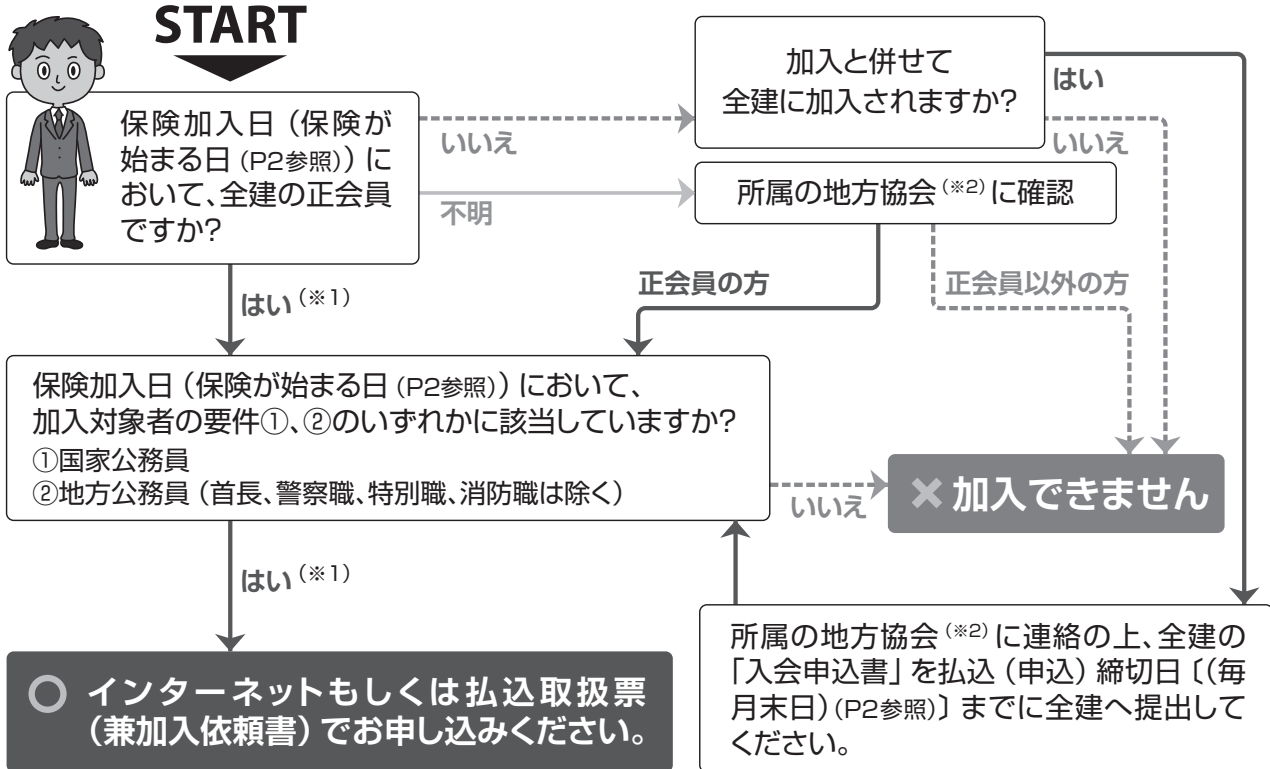 START
保険加入日（保険が
始まる日（P2参照））に
おいて、全建の正会員
ですか？
いいえ
不明
加入と併せて
全建に加入されますか？
はい
いいえ
所属の地方協会（※2）に確認
はい（※1）
正会員の方
正会員以外の方
保険加入日（保険が始まる日（P2参照））において、
加入対象者の要件①、②のいずれかに該当していますか？
①国家公務員
②地方公務員（首長、警察職、特別職、消防職は除く）
いいえ
× 加入できません
はい（※1）
○ インターネットもしくは払込取扱票
（兼加入依頼書）でお申し込みください。
所属の地方協会（※2）に連絡の上、全建の
「入会申込書」を払込（申込）締切日〔（（毎
月末日）（P2参照）〕までに全建へ提出して
ください。